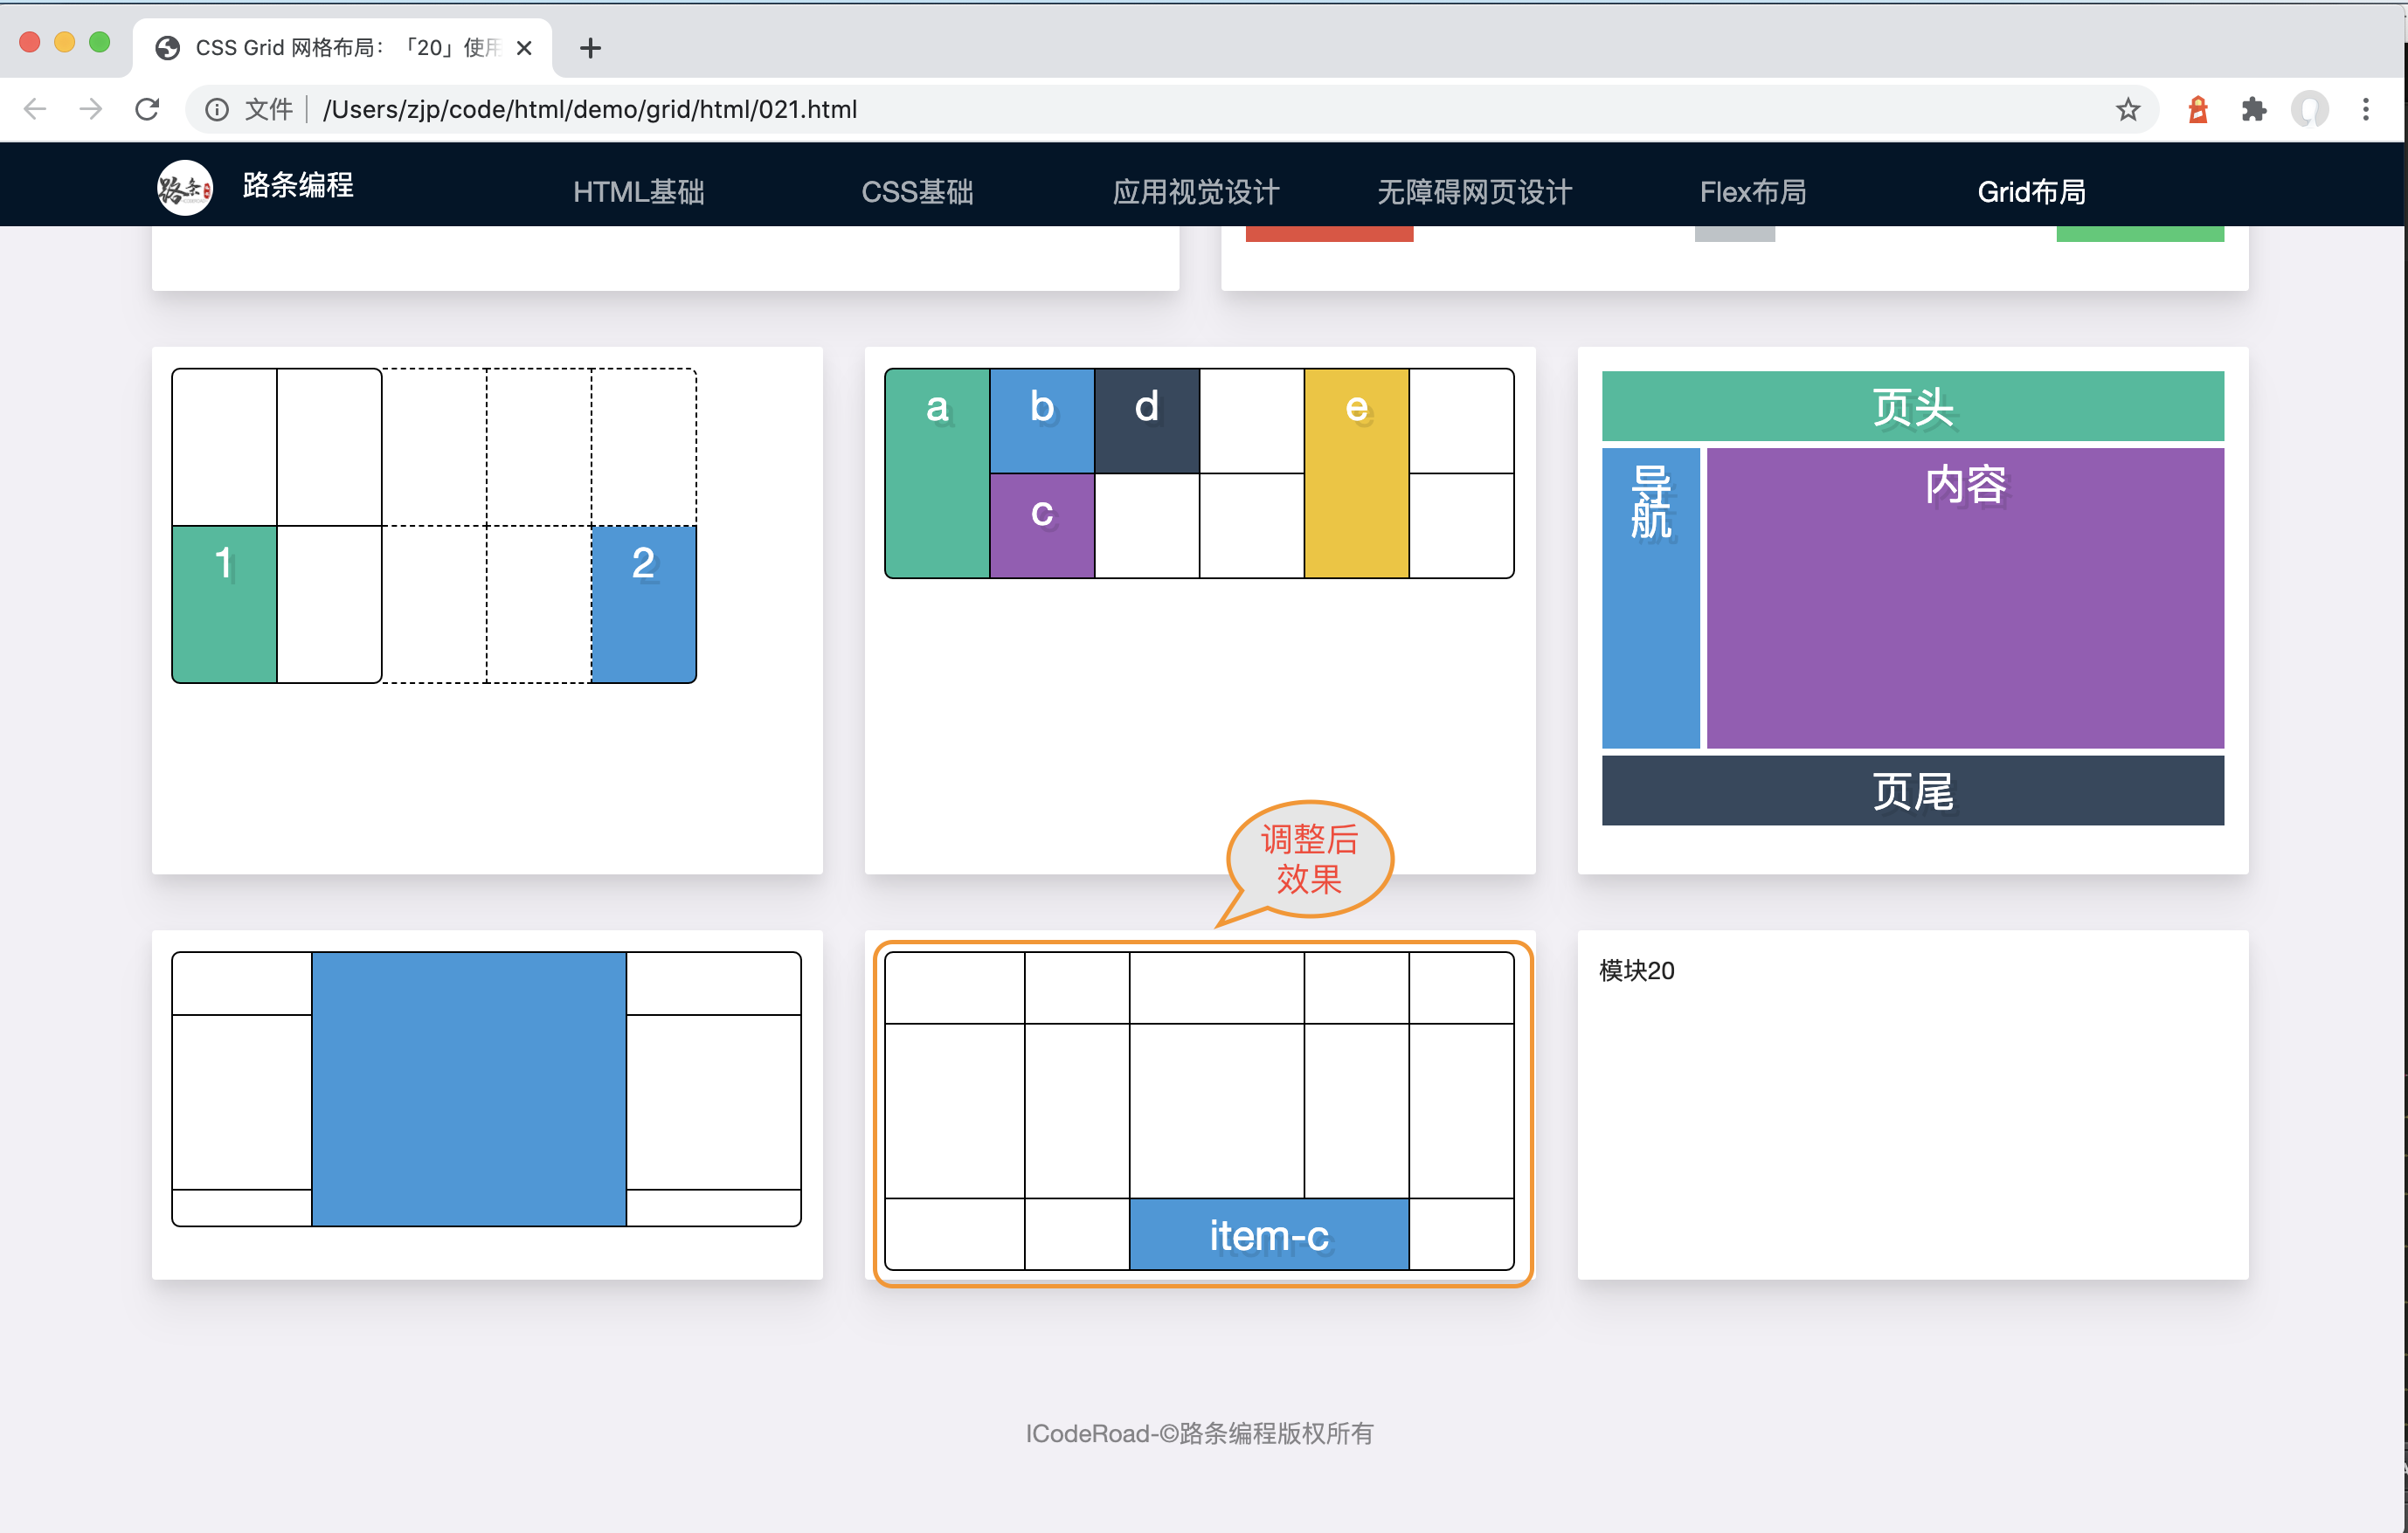 CSS Grid 网格布局：「20」使用
文件 /Users/zjp/code/html/demo/grid/html/021.html
路条 路条编程 HTML基础 CSS基础 应用视觉设计 无障碍网页设计 Flex布局 Grid布局
1
2
a b d e
c
页头
导航
内容
页尾
调整后
效果
item-c
模块20
ICodeRoad-©路条编程版权所有